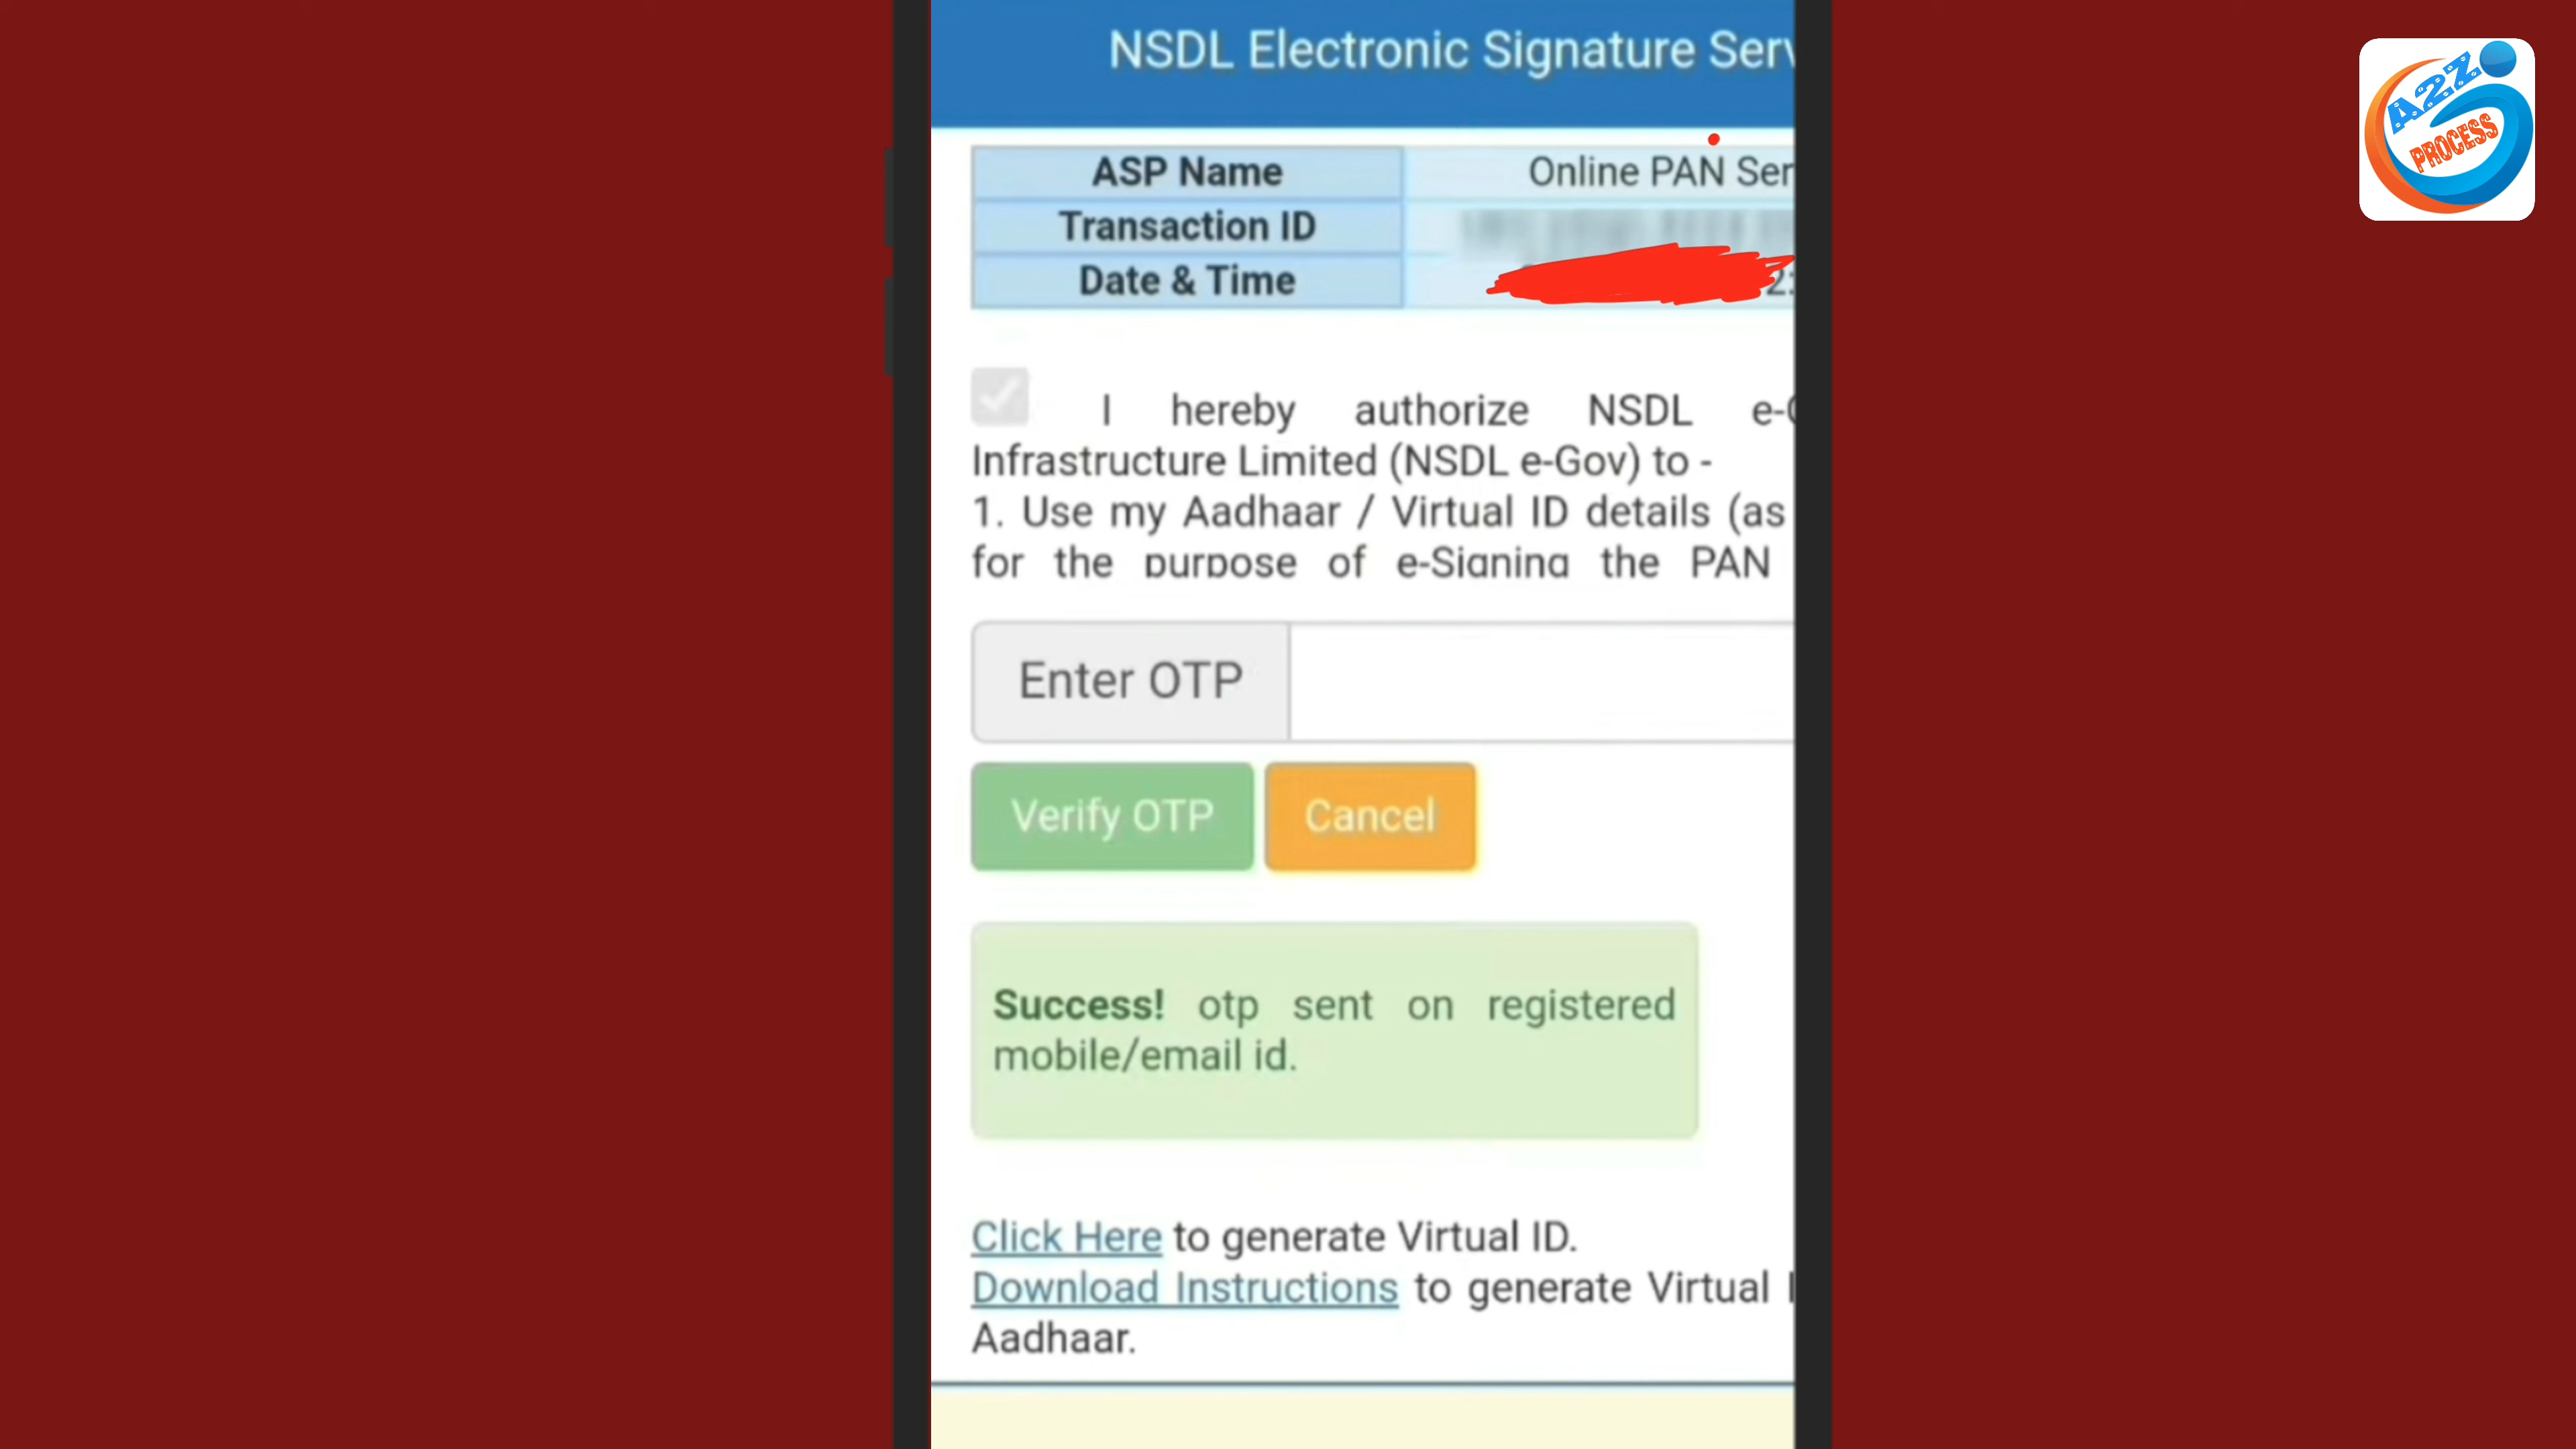 NSDL Electronic Signature Serv
A2Z
PROCESS
ASP Name Online PAN Ser
Transaction ID
Date & Time 2:
I hereby authorize NSDL e-G
Infrastructure Limited (NSDL e-Gov) to -
1. Use my Aadhaar / Virtual ID details (as
for the purpose of e-Signing the PAN
Enter OTP
Verify OTP Cancel
Success! otp sent on registered
mobile/email id.
Click Here to generate Virtual ID.
Download Instructions to generate Virtual I
Aadhaar.